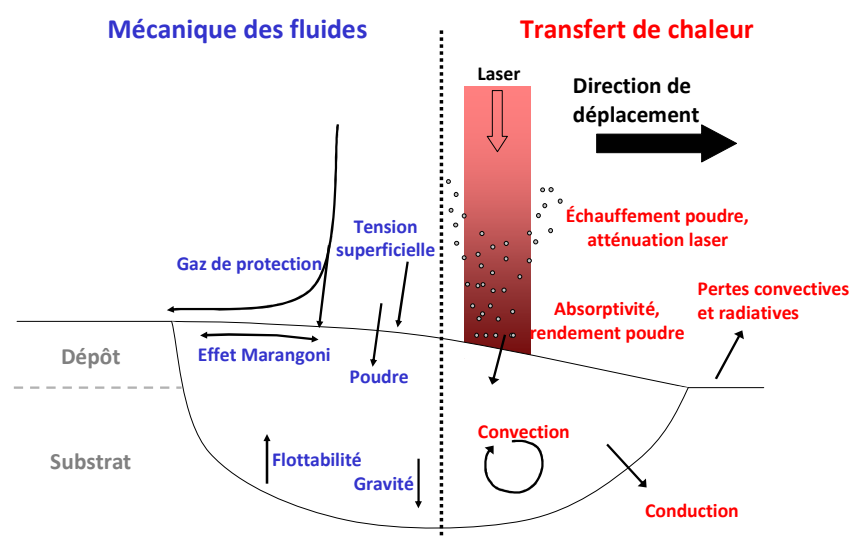 Mécanique des fluides
Transfert de chaleur
Laser
Direction de
déplacement
Échauffement poudre,
atténuation laser
Tension
superficielle
Gaz de protection
Pertes convectives
et radiatives
Absorptivité,
rendement poudre
Effet Marangoni
Dépôt
Poudre
Convection
Substrat
Flottabilité
Gravité
Conduction